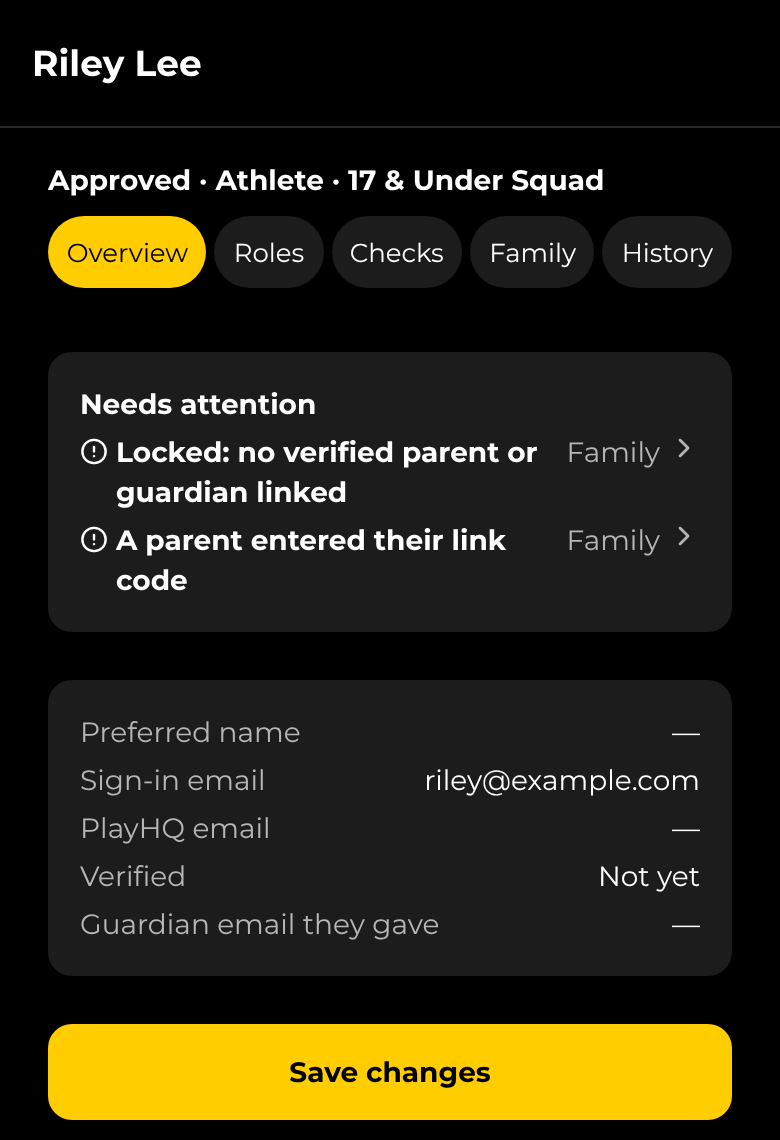 Riley Lee
Approved · Athlete · 17 & Under Squad
Overview Roles Checks Family History
Needs attention
Locked: no verified parent or Family
guardian linked
A parent entered their link Family
code
Preferred name —
Sign-in email riley@example.com
PlayHQ email —
Verified Not yet
Guardian email they gave —
Save changes